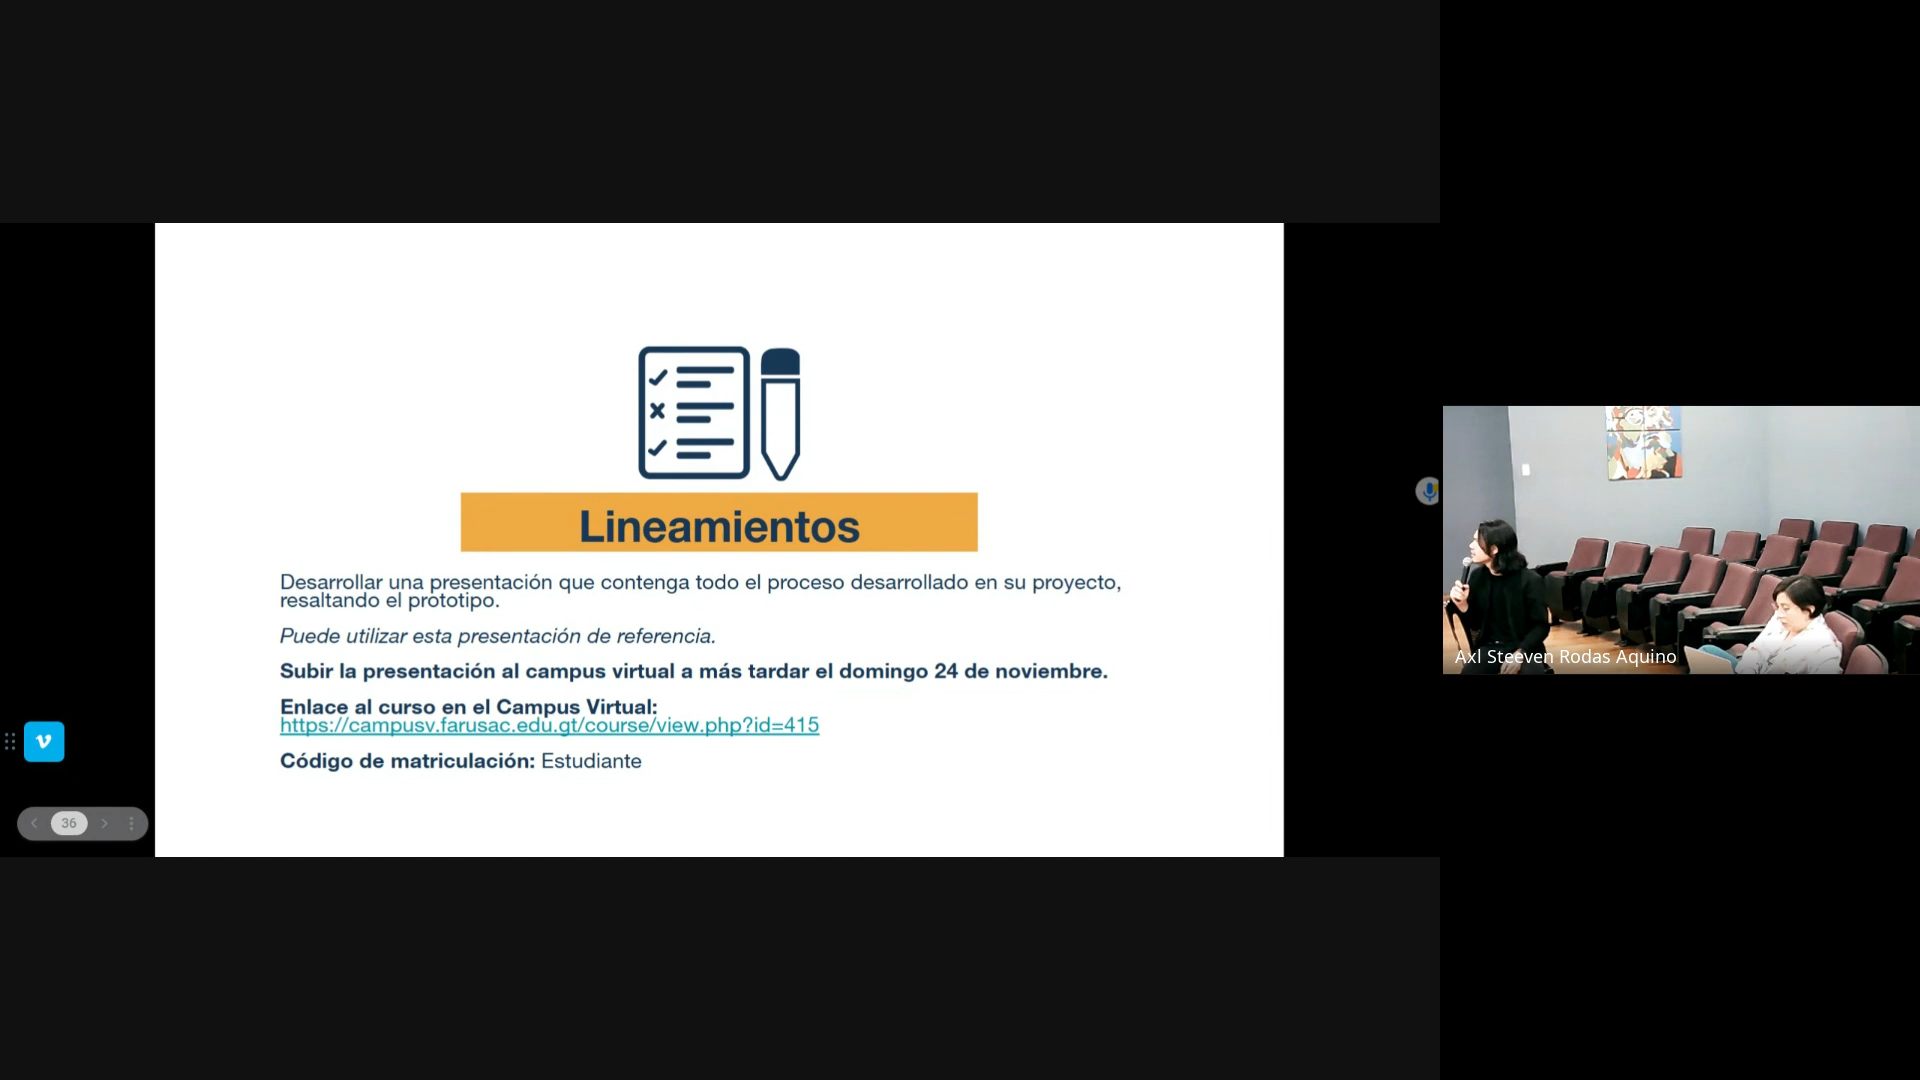 Lineamientos
Desarrollar una presentación que contenga todo el proceso desarrollado en su proyecto,
resaltando el prototipo.
Puede utilizar esta presentación de referencia.
Subir la presentación al campus virtual a más tardar el domingo 24 de noviembre.
Enlace al curso en el Campus Virtual:
https://campusv.farusac.edu.gt/course/view.php?id=415
Código de matriculación: Estudiante
36
Axl Steeven Rodas Aquino